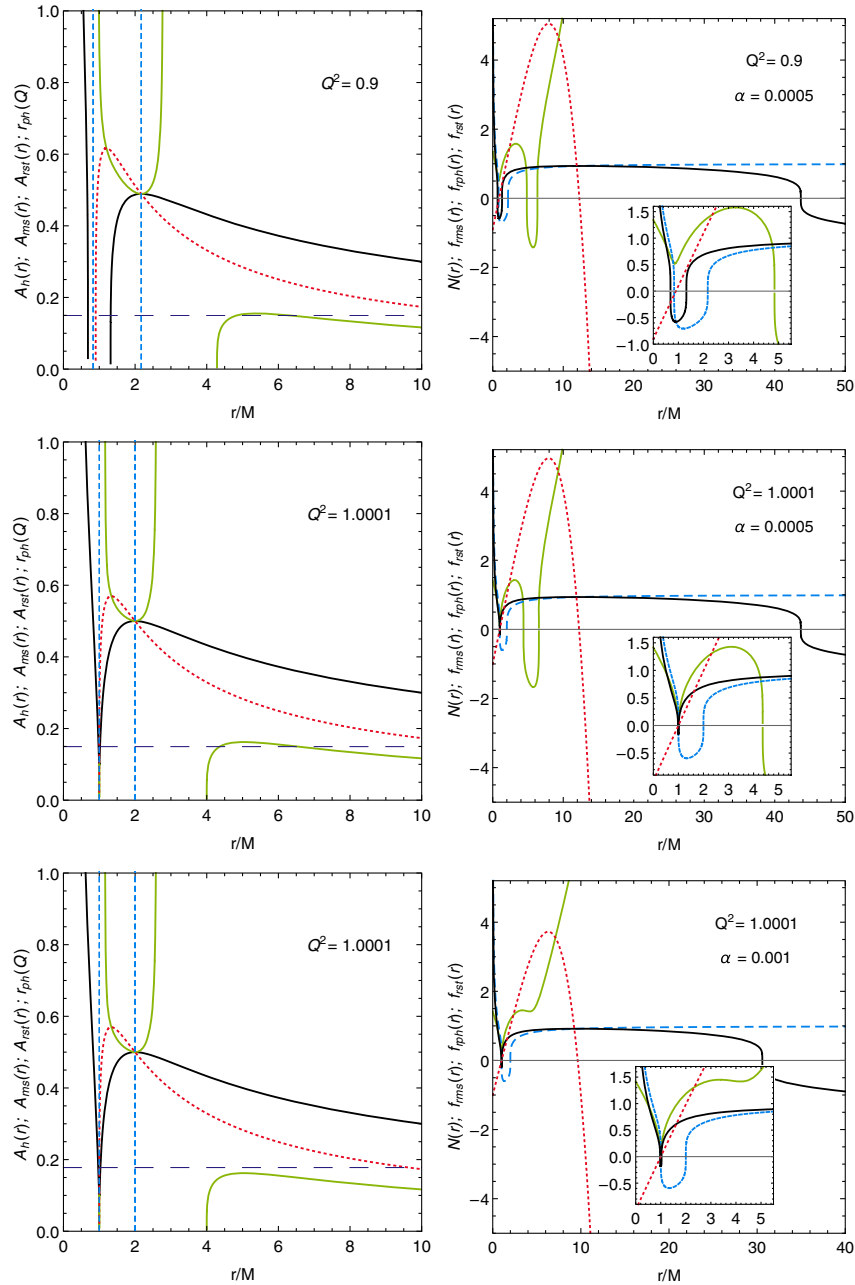 A_h(r); A_ms(r); A_rst(r); r_ph(Q)
1.0
0.8
0.6
0.4
0.2
0.0
Q² = 0.9
0 2 4 6 8 10
r/M
N(r); f_rms(r); f_rph(r); f_rst(r)
4
2
0
−2
−4
Q² = 0.9
α = 0.0005
1.5
1.0
0.5
0.0
−0.5
−1.0
0 1 2 3 4 5
0 10 20 30 40 50
r/M
A_h(r); A_ms(r); A_rst(r); r_ph(Q)
1.0
0.8
0.6
0.4
0.2
0.0
Q² = 1.0001
0 2 4 6 8 10
r/M
N(r); f_rms(r); f_rph(r); f_rst(r)
4
2
0
−2
−4
Q² = 1.0001
α = 0.0005
1.5
1.0
0.5
0.0
−0.5
0 1 2 3 4 5
0 10 20 30 40 50
r/M
A_h(r); A_ms(r); A_rst(r); r_ph(Q)
1.0
0.8
0.6
0.4
0.2
0.0
Q² = 1.0001
0 2 4 6 8 10
r/M
N(r); f_rms(r); f_rph(r); f_rst(r)
4
2
0
−2
−4
Q² = 1.0001
α = 0.001
1.5
1.0
0.5
0.0
−0.5
0 1 2 3 4 5
0 10 20 30 40
r/M